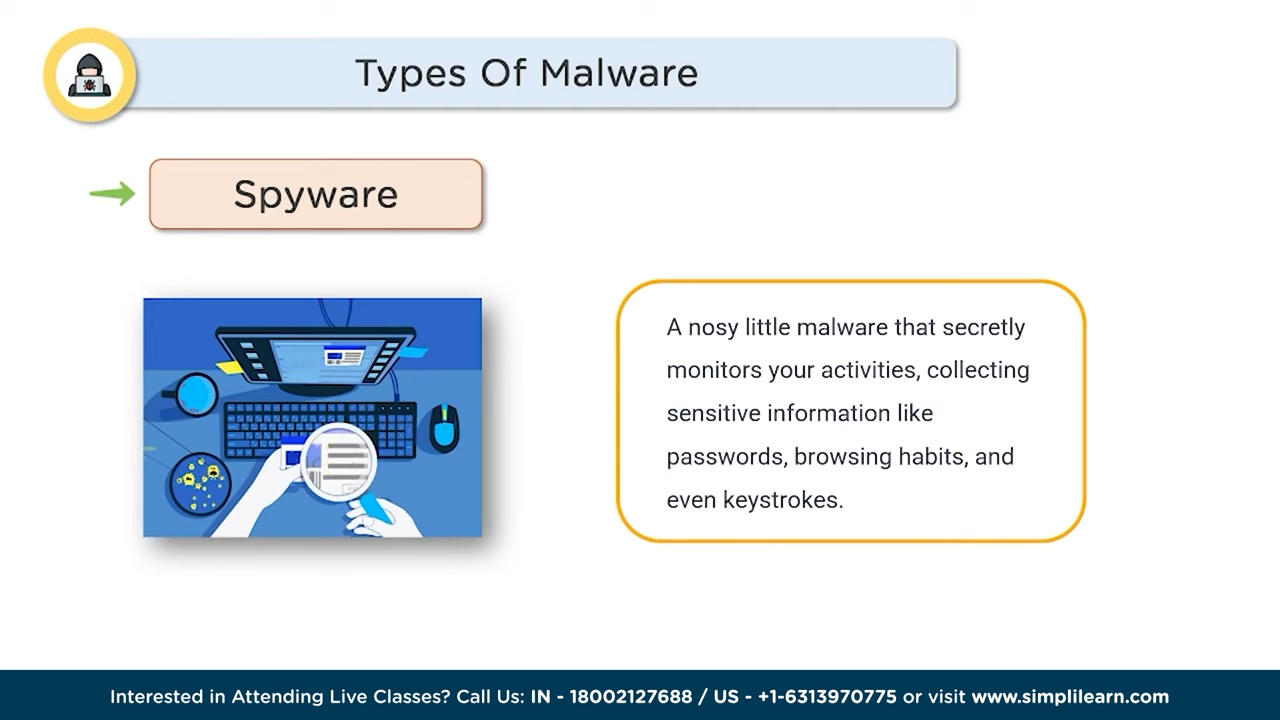 Types Of Malware
Spyware
A nosy little malware that secretly
monitors your activities, collecting
sensitive information like
passwords, browsing habits, and
even keystrokes.
Interested in Attending Live Classes? Call Us: IN - 18002127688 / US - +1-6313970775 or visit www.simplilearn.com